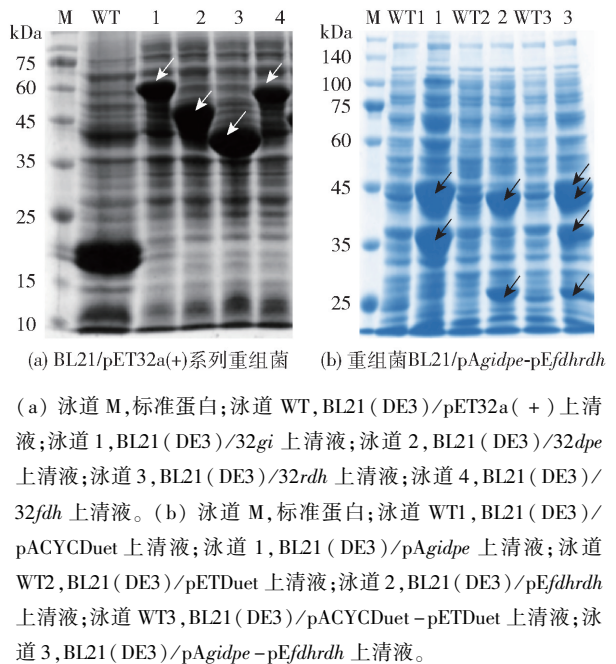 kDa M WT 1 2 3 4
75
60
45
35
25
15
10
kDa M WT1 1 WT2 2 WT3 3
140
100
75
60
45
35
25
(a) BL21/pET32a(+)系列重组菌
(b) 重组菌BL21/pAgidpe-pEfdhrdh
(a) 泳道 M,标准蛋白;泳道 WT,BL21(DE3)/pET32a(+)上清
液;泳道1,BL21(DE3)/32gi 上清液;泳道2,BL21(DE3)/32dpe
上清液;泳道3,BL21(DE3)/32rdh 上清液;泳道4,BL21(DE3)/
32fdh 上清液。(b) 泳道 M,标准蛋白;泳道 WT1,BL21(DE3)/
pACYCDuet 上清液;泳道 1,BL21(DE3)/pAgidpe 上清液;泳道
WT2,BL21(DE3)/pETDuet 上清液;泳道2,BL21(DE3)/pEfdhrdh
上清液;泳道WT3,BL21(DE3)/pACYCDuet-pETDuet 上清液;泳
道3,BL21(DE3)/pAgidpe-pEfdhrdh 上清液。